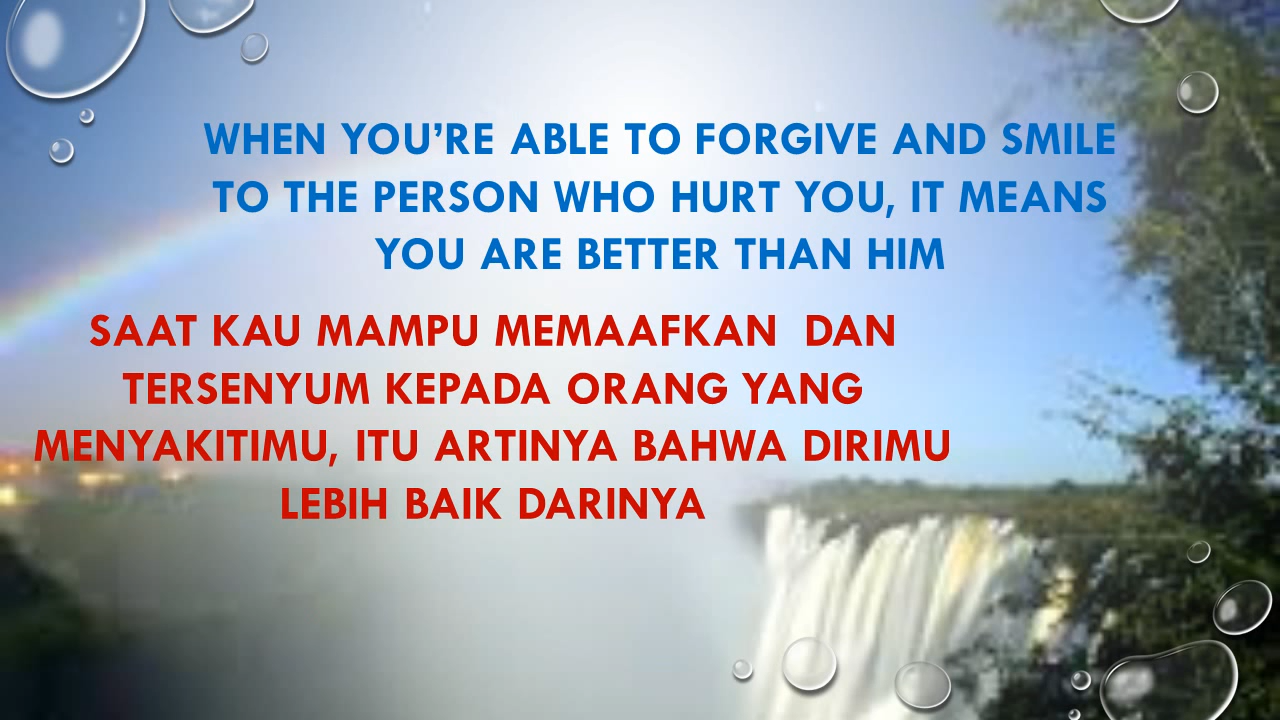 WHEN YOU’RE ABLE TO FORGIVE AND SMILE
TO THE PERSON WHO HURT YOU, IT MEANS
YOU ARE BETTER THAN HIM
SAAT KAU MAMPU MEMAAFKAN  DAN
TERSENYUM KEPADA ORANG YANG
MENYAKITIMU, ITU ARTINYA BAHWA DIRIMU
LEBIH BAIK DARINYA